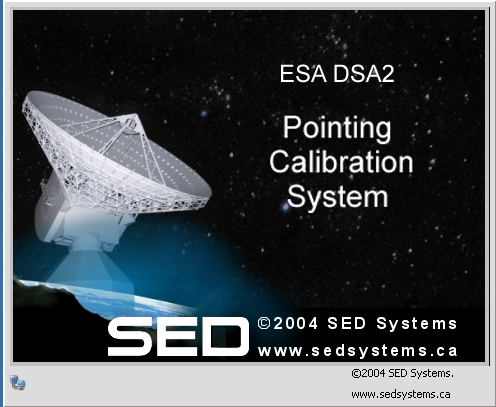 ESA DSA2
Pointing
Calibration
System
SED ©2004 SED Systems
www.sedsystems.ca
©2004 SED Systems.
www.sedsystems.ca